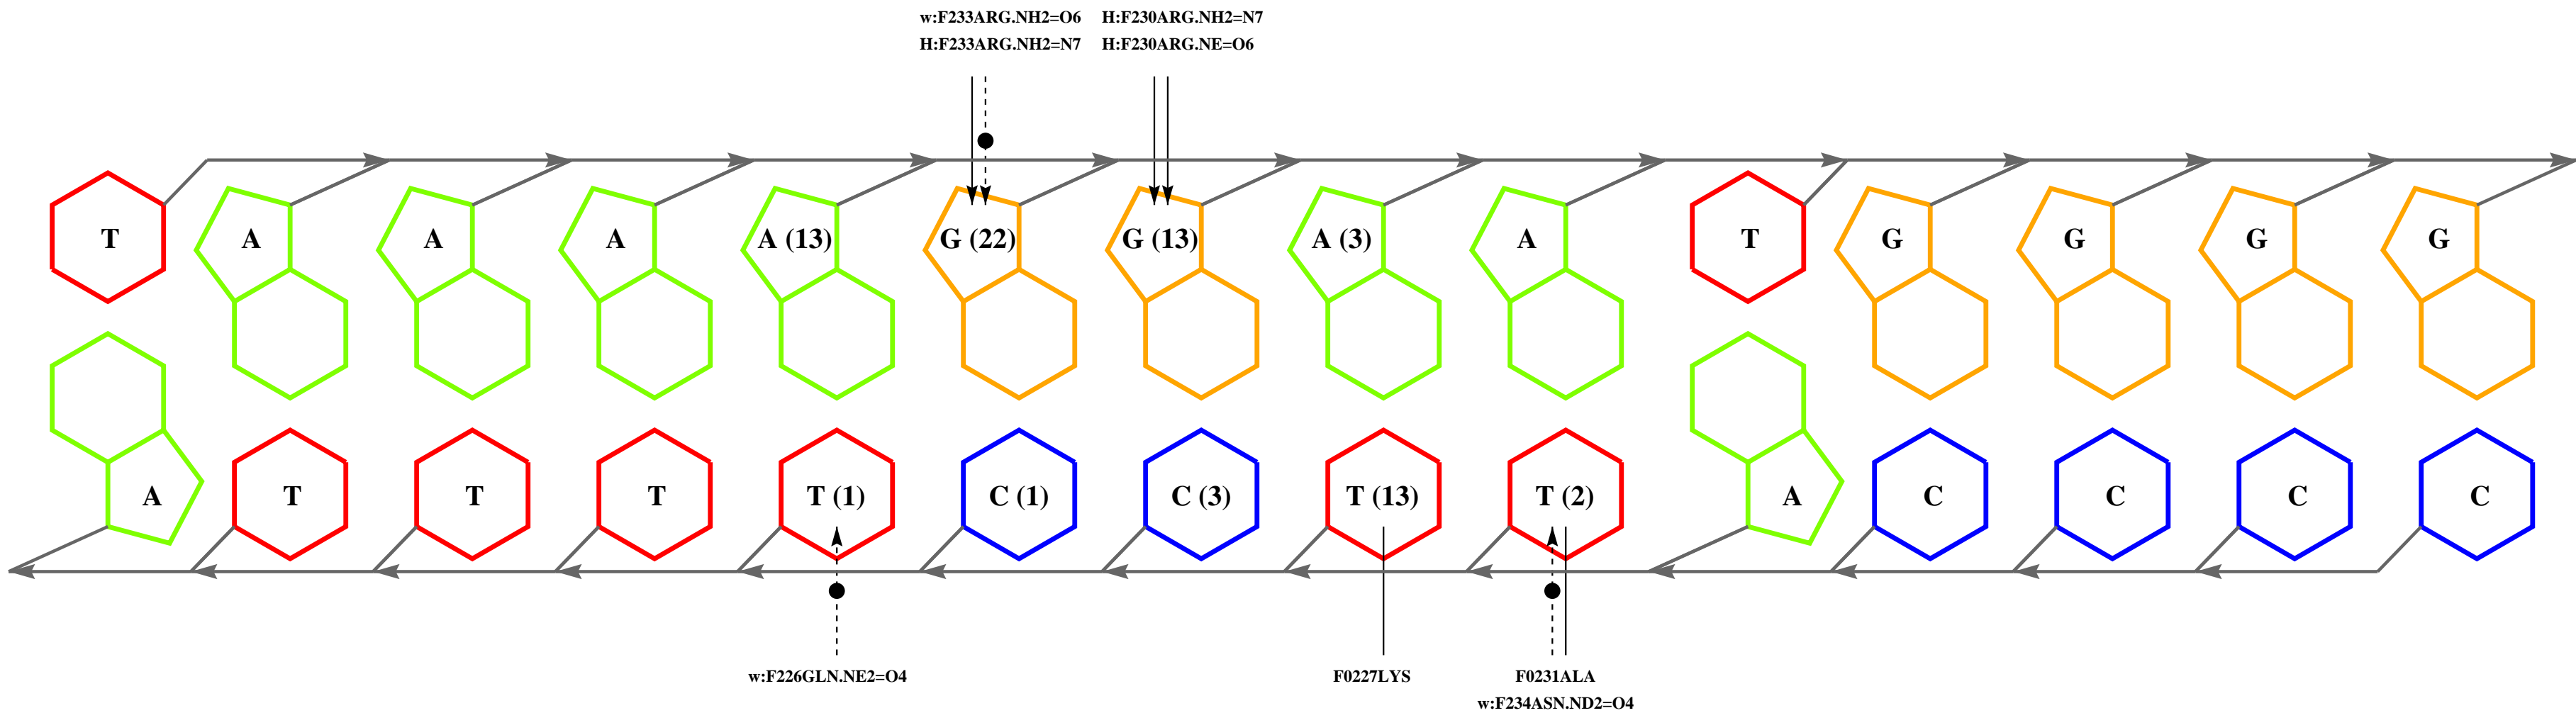 w:F233ARG.NH2=O6 H:F230ARG.NH2=N7
H:F233ARG.NH2=N7 H:F230ARG.NE=O6
T A A A A (13) G (22) G (13) A (3) A T G G G G
A T T T T (1) C (1) C (3) T (13) T (2) A C C C C
w:F226GLN.NE2=O4 F0227LYS F0231ALA
w:F234ASN.ND2=O4